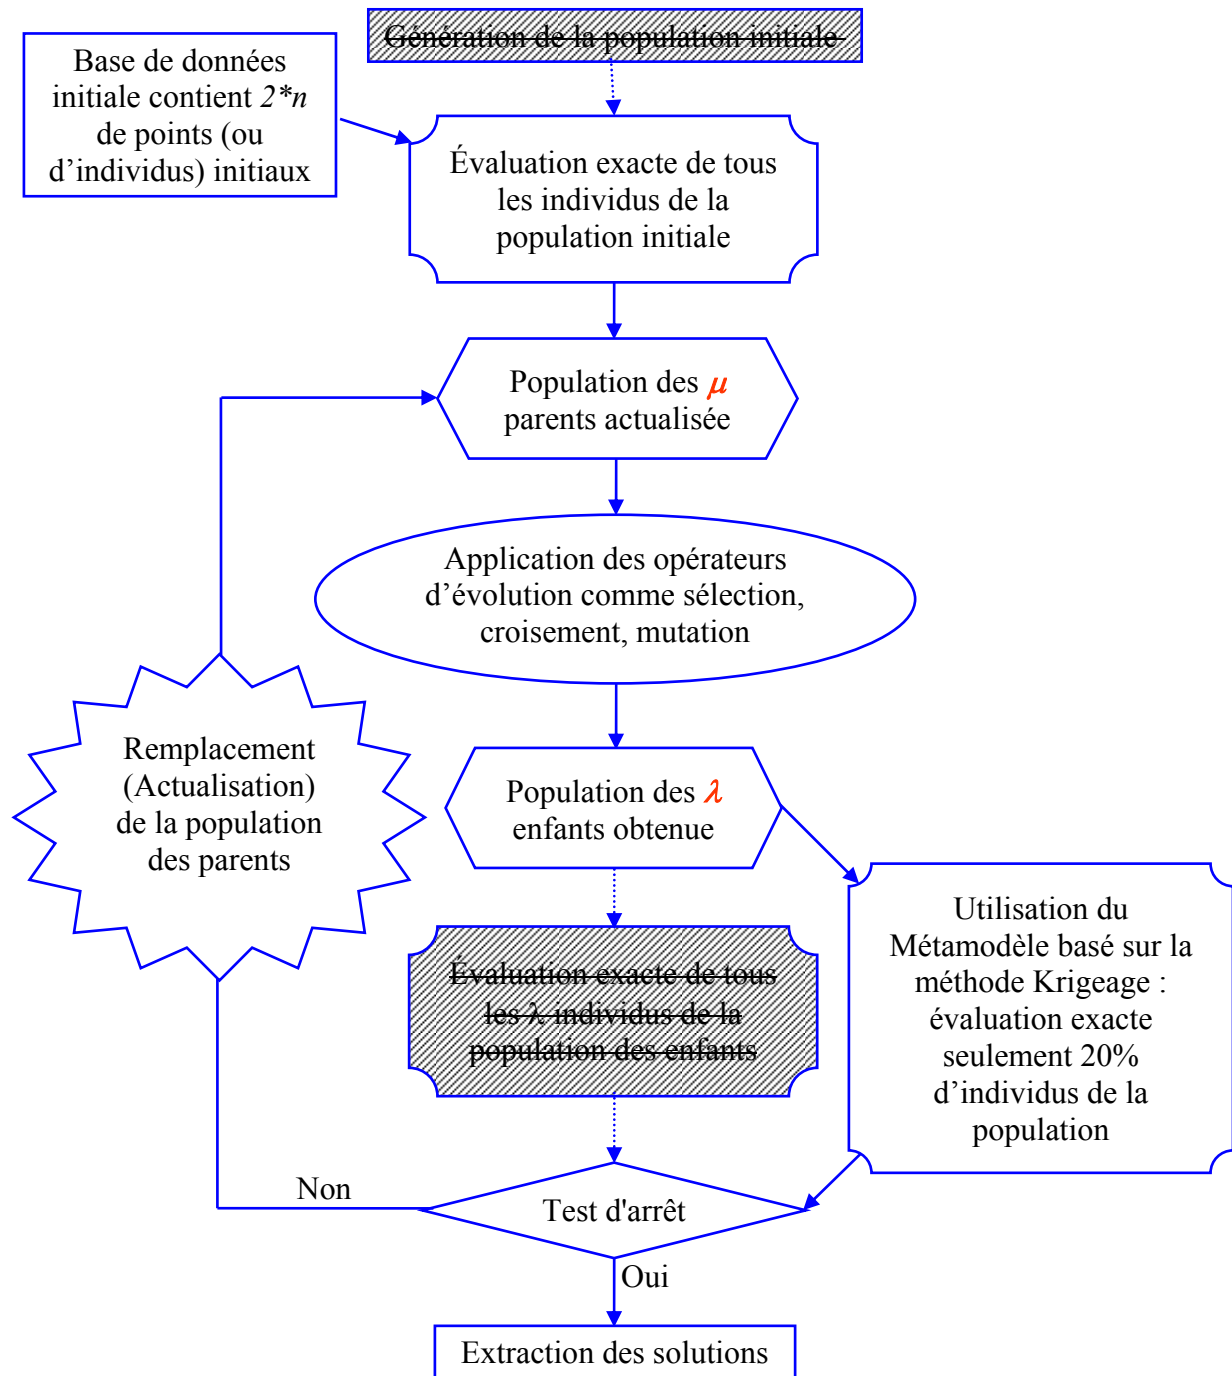 Génération de la population initiale
Base de données
initiale contient 2*n
de points (ou
d’individus) initiaux
Évaluation exacte de tous
les individus de la
population initiale
Population des μ
parents actualisée
Application des opérateurs
d’évolution comme sélection,
croisement, mutation
Remplacement
(Actualisation)
de la population
des parents
Population des λ
enfants obtenue
Évaluation exacte de tous
les λ individus de la
population des enfants
Utilisation du
Métamodèle basé sur la
méthode Krigeage :
évaluation exacte
seulement 20%
d’individus de la
population
Non
Test d'arrêt
Oui
Extraction des solutions